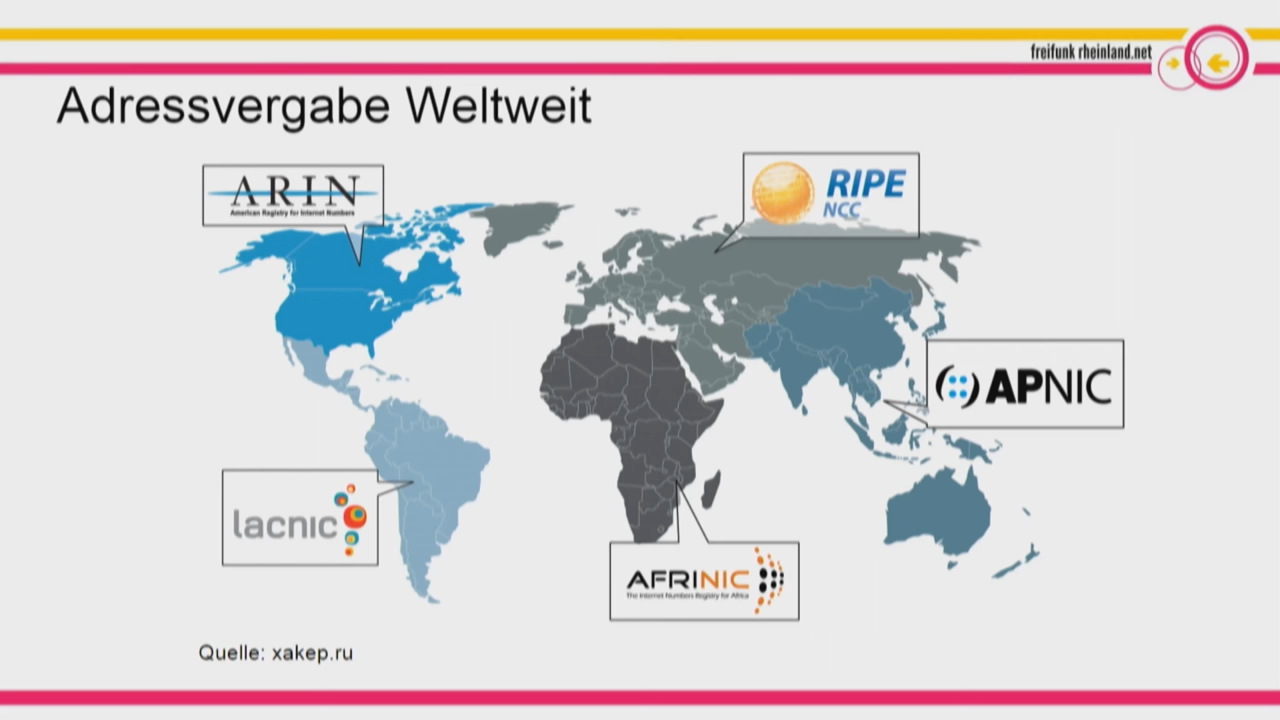 freifunk rheinland.net
Adressvergabe Weltweit
ARIN
American Registry for Internet Numbers
RIPE
NCC
APNIC
lacnic
AFRINIC
The Internet Numbers Registry for Africa
Quelle: xakep.ru